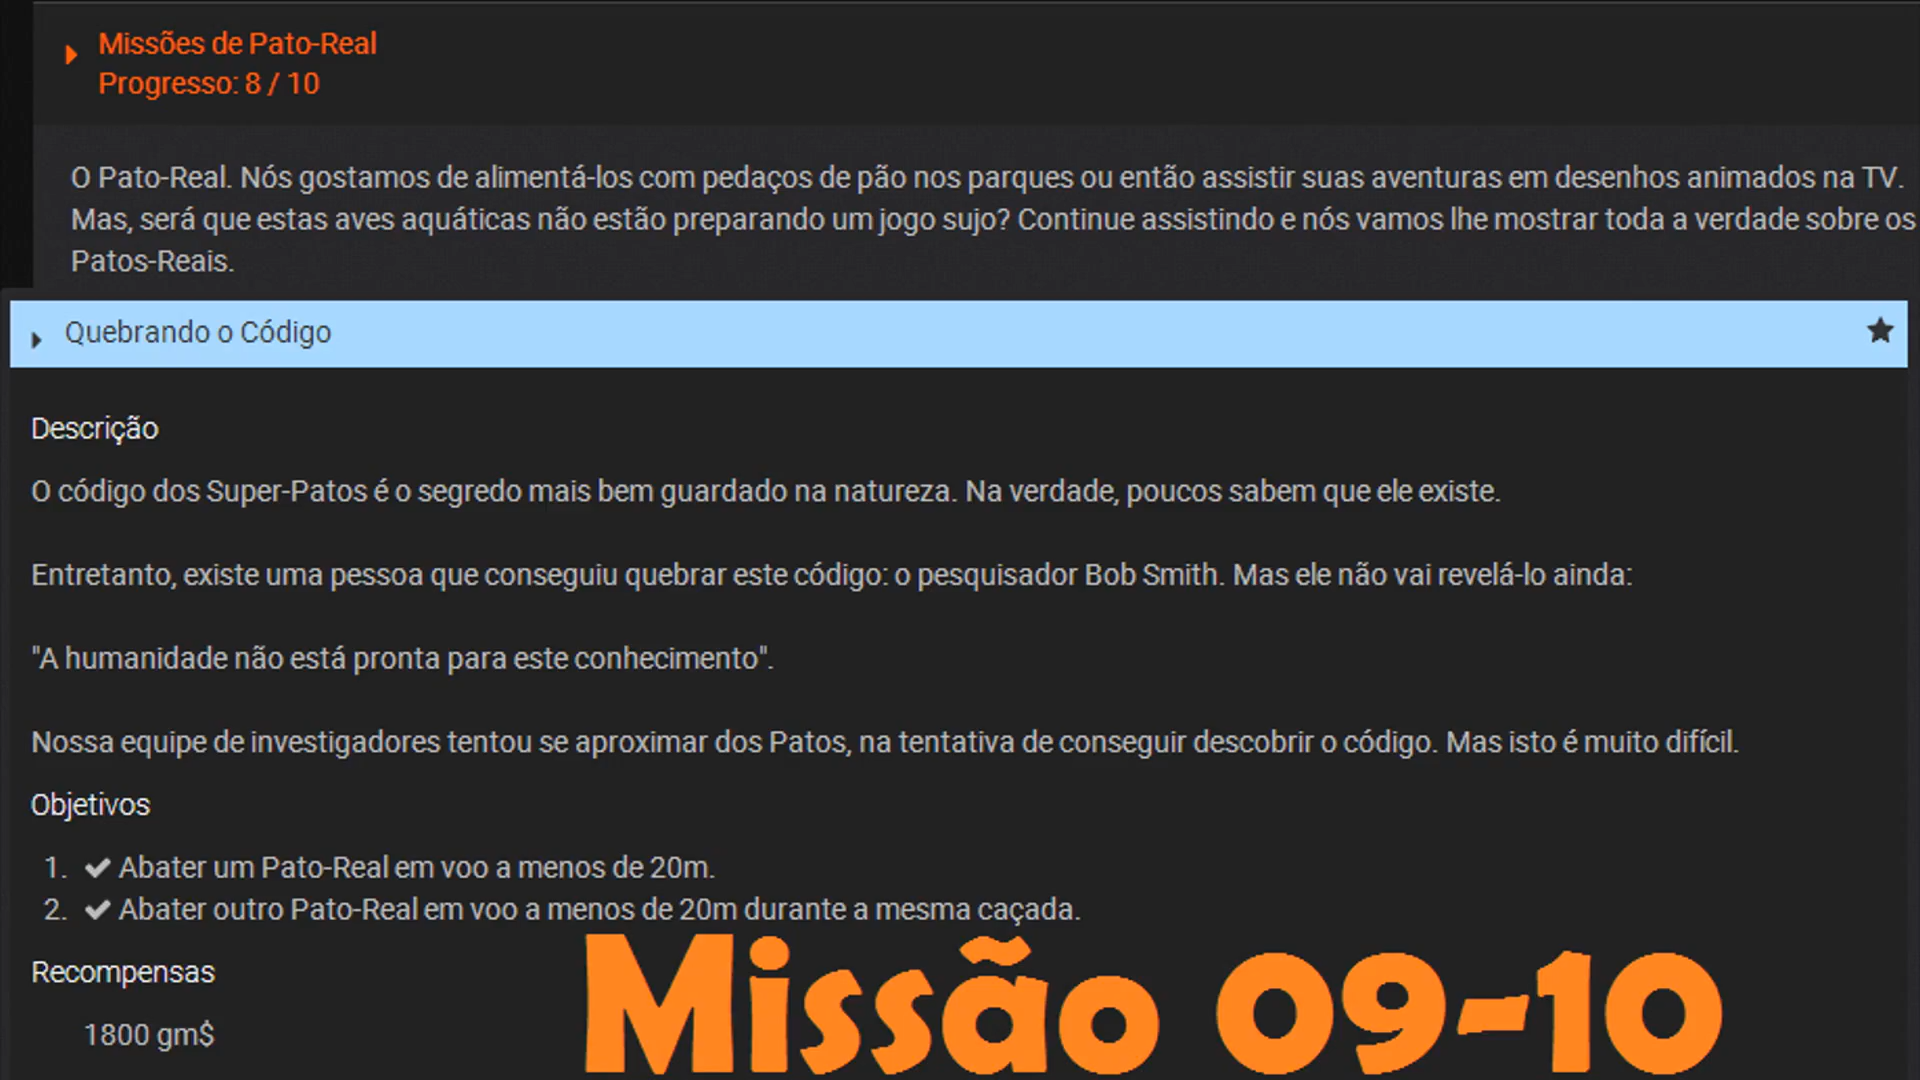 Missões de Pato-Real
Progresso: 8 / 10
O Pato-Real. Nós gostamos de alimentá-los com pedaços de pão nos parques ou então assistir suas aventuras em desenhos animados na TV.
Mas, será que estas aves aquáticas não estão preparando um jogo sujo? Continue assistindo e nós vamos lhe mostrar toda a verdade sobre os
Patos-Reais.
Quebrando o Código
Descrição
O código dos Super-Patos é o segredo mais bem guardado na natureza. Na verdade, poucos sabem que ele existe.
Entretanto, existe uma pessoa que conseguiu quebrar este código: o pesquisador Bob Smith. Mas ele não vai revelá-lo ainda:
"A humanidade não está pronta para este conhecimento".
Nossa equipe de investigadores tentou se aproximar dos Patos, na tentativa de conseguir descobrir o código. Mas isto é muito difícil.
Objetivos
1. Abater um Pato-Real em voo a menos de 20m.
2. Abater outro Pato-Real em voo a menos de 20m durante a mesma caçada.
Recompensas
1800 gm$
Missão 09-10